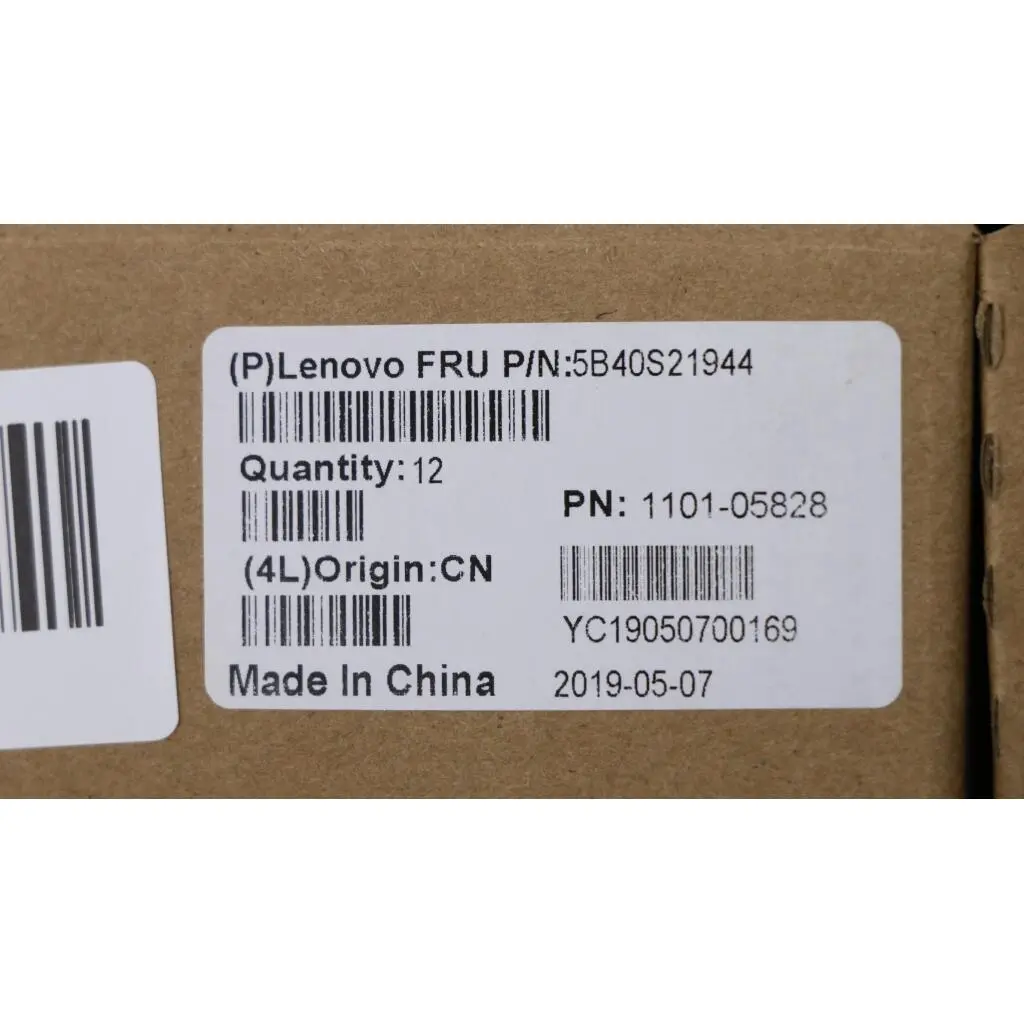 (P)Lenovo FRU P/N:5B40S21944
Quantity:12
PN: 1101-05828
(4L)Origin:CN
YC19050700169
Made In China
2019-05-07